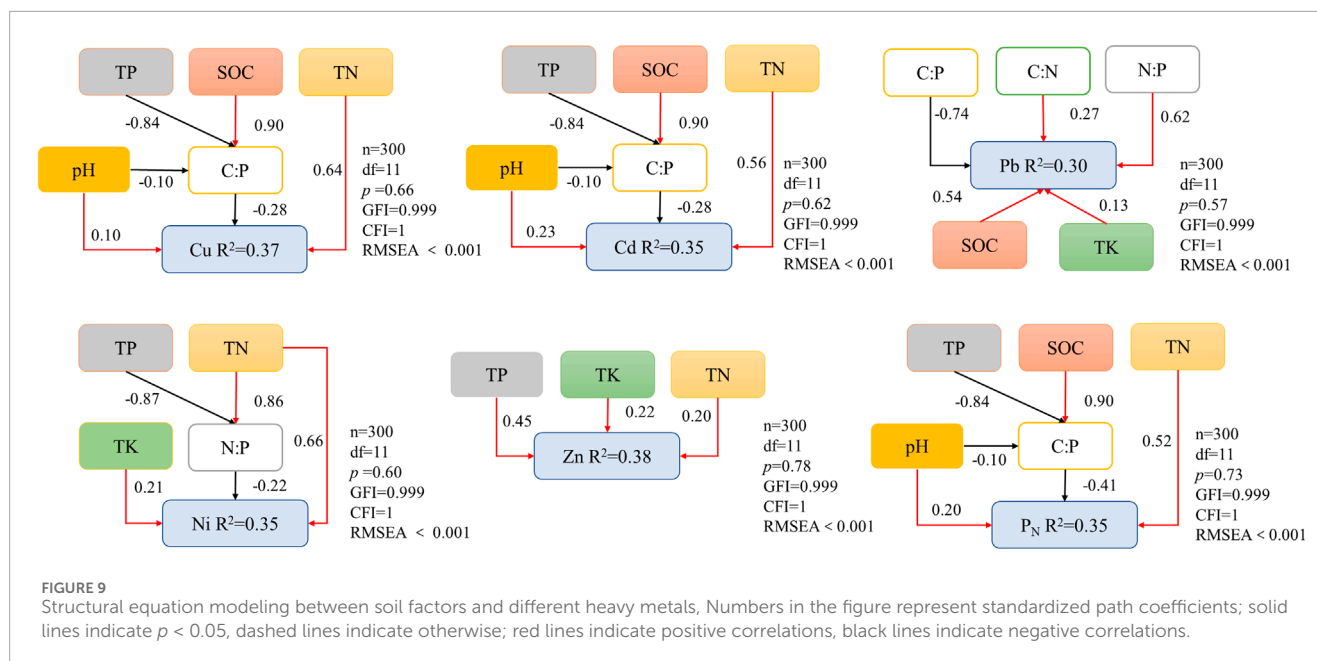 TP
SOC
TN
-0.84
0.90
pH
-0.10
C:P
0.64
-0.28
0.10
Cu R²=0.37
n=300
df=11
p =0.66
GFI=0.999
CFI=1
RMSEA < 0.001
TP
SOC
TN
-0.84
0.90
pH
-0.10
C:P
0.56
-0.28
0.23
Cd R²=0.35
n=300
df=11
p=0.62
GFI=0.999
CFI=1
RMSEA < 0.001
C:P
C:N
N:P
-0.74
0.27
0.62
Pb R²=0.30
0.54
0.13
SOC
TK
n=300
df=11
p=0.57
GFI=0.999
CFI=1
RMSEA < 0.001
TP
TN
-0.87
0.86
TK
N:P
0.66
0.21
-0.22
Ni R²=0.35
n=300
df=11
p =0.60
GFI=0.999
CFI=1
RMSEA < 0.001
TP
TK
TN
0.45
0.22
0.20
Zn R²=0.38
n=300
df=11
p=0.78
GFI=0.999
CFI=1
RMSEA < 0.001
TP
SOC
TN
-0.84
0.90
pH
-0.10
C:P
0.52
-0.41
0.20
P_N R²=0.35
n=300
df=11
p=0.73
GFI=0.999
CFI=1
RMSEA < 0.001
FIGURE 9
Structural equation modeling between soil factors and different heavy metals, Numbers in the figure represent standardized path coefficients; solid
lines indicate p < 0.05, dashed lines indicate otherwise; red lines indicate positive correlations, black lines indicate negative correlations.